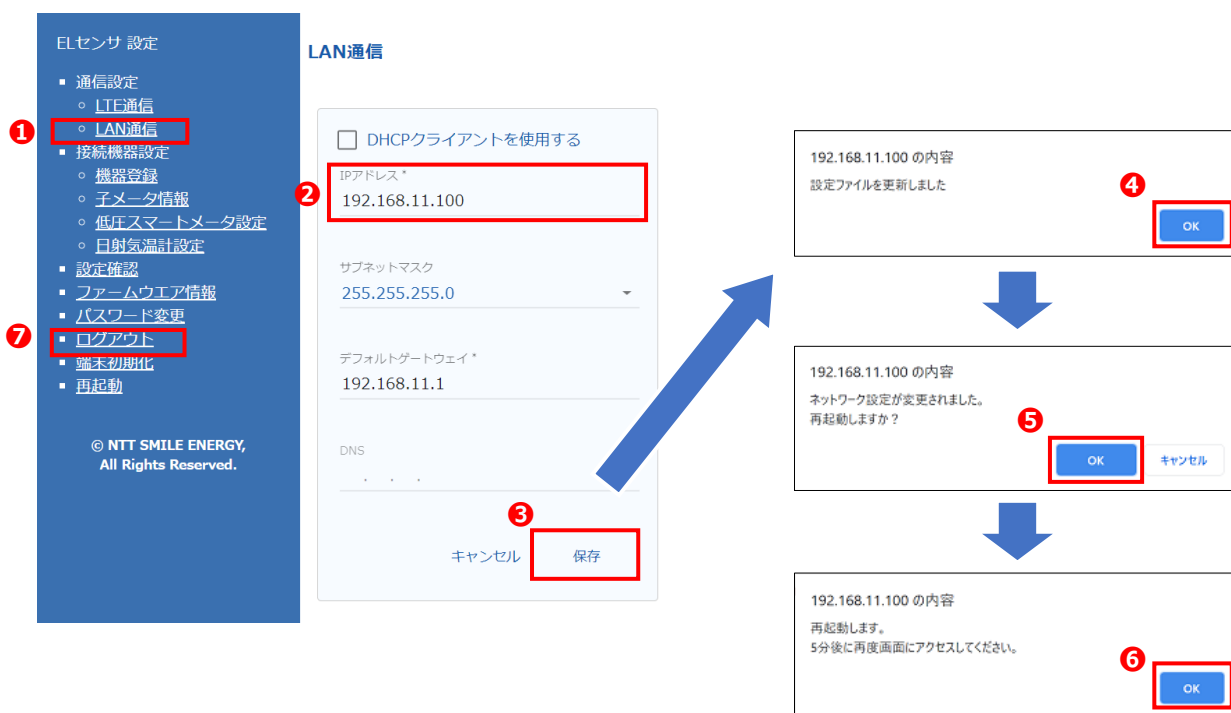 ELセンサ 設定
通信設定
LTE通信
❶
LAN通信
接続機器設定
機器登録
子メータ情報
低圧スマートメータ設定
日射気温計設定
設定確認
ファームウエア情報
パスワード変更
❼
ログアウト
端末初期化
再起動
© NTT SMILE ENERGY,
All Rights Reserved.
LAN通信
DHCPクライアントを使用する
❷
IPアドレス *
192.168.11.100
サブネットマスク
255.255.255.0
デフォルトゲートウェイ *
192.168.11.1
DNS
. . .
❸
キャンセル
保存
192.168.11.100 の内容
設定ファイルを更新しました
❹
OK
192.168.11.100 の内容
ネットワーク設定が変更されました。
再起動しますか？
❺
OK
キャンセル
192.168.11.100 の内容
再起動します。
5分後に再度画面にアクセスしてください。
❻
OK